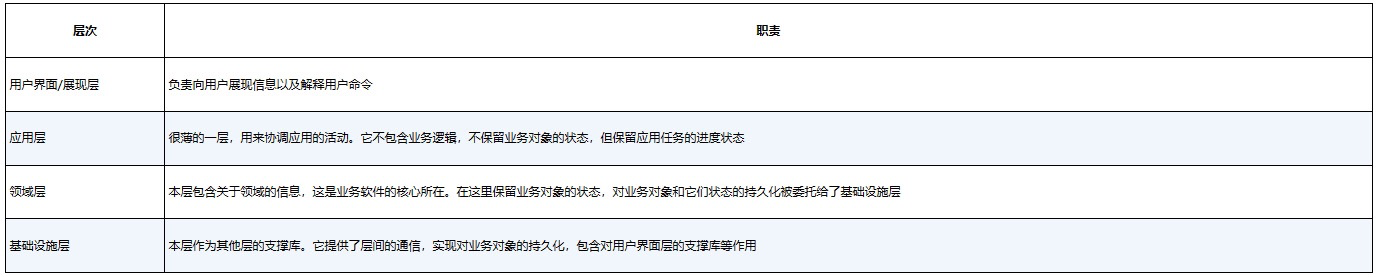 层次
职责
用户界面/展现层
负责向用户展现信息以及解释用户命令
应用层
很薄的一层，用来协调应用的活动。它不包含业务逻辑，不保留业务对象的状态，但保留应用任务的进度状态
领域层
本层包含关于领域的信息，这是业务软件的核心所在。在这里保留业务对象的状态，对业务对象和它们状态的持久化被委托给了基础设施层
基础设施层
本层作为其他层的支撑库。它提供了层间的通信，实现对业务对象的持久化，包含对用户界面层的支撑库等作用